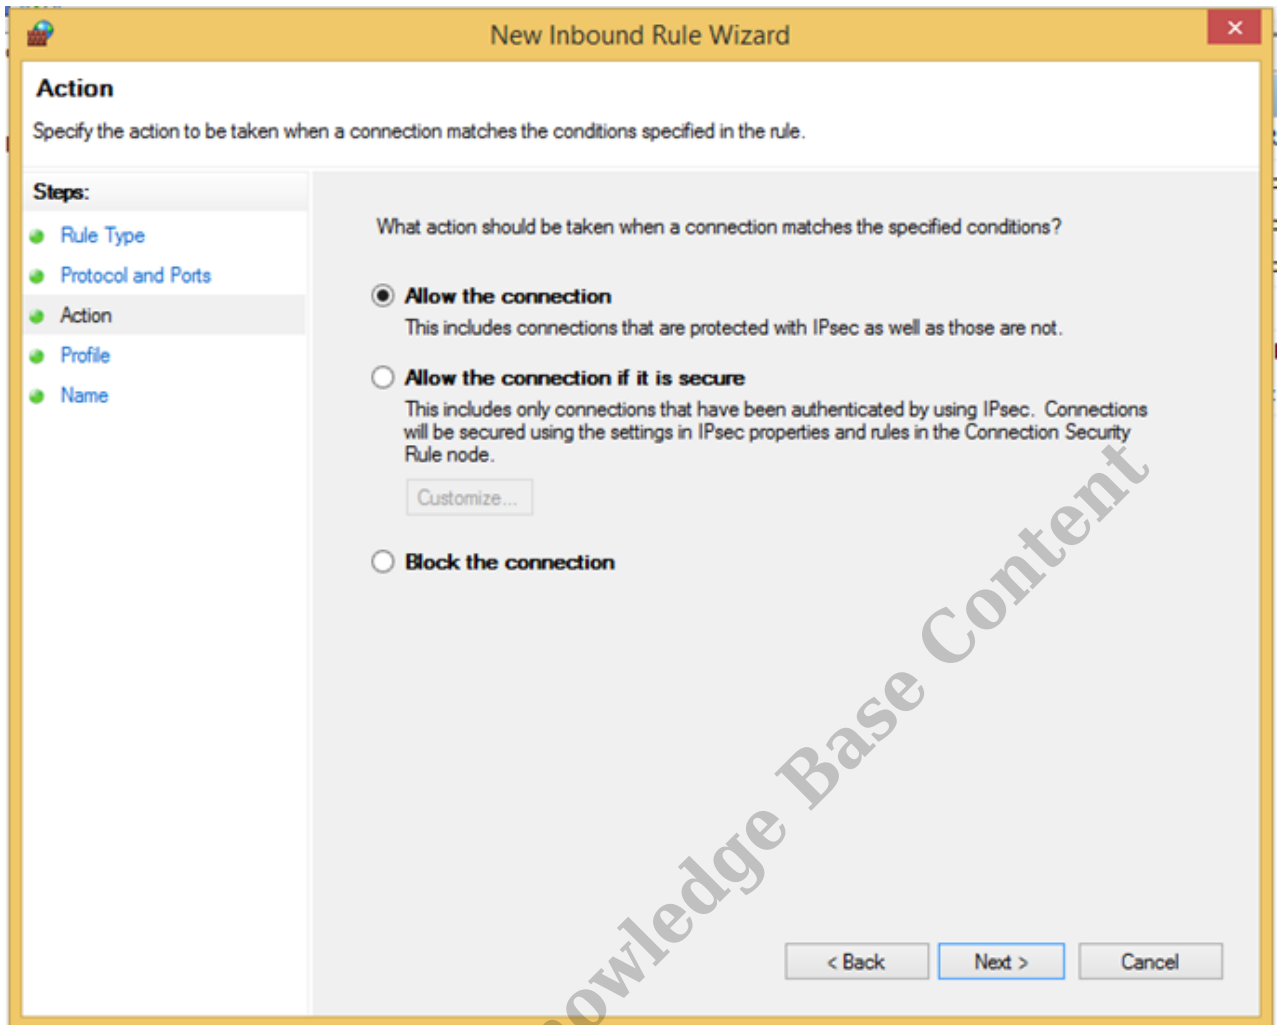 New Inbound Rule Wizard
Action
Specify the action to be taken when a connection matches the conditions specified in the rule.
Steps:
Rule Type
Protocol and Ports
Action
Profile
Name
What action should be taken when a connection matches the specified conditions?
Allow the connection
This includes connections that are protected with IPsec as well as those are not.
Allow the connection if it is secure
This includes only connections that have been authenticated by using IPsec. Connections
will be secured using the settings in IPsec properties and rules in the Connection Security
Rule node.
Customize...
Block the connection
< Back
Next >
Cancel
Base Content